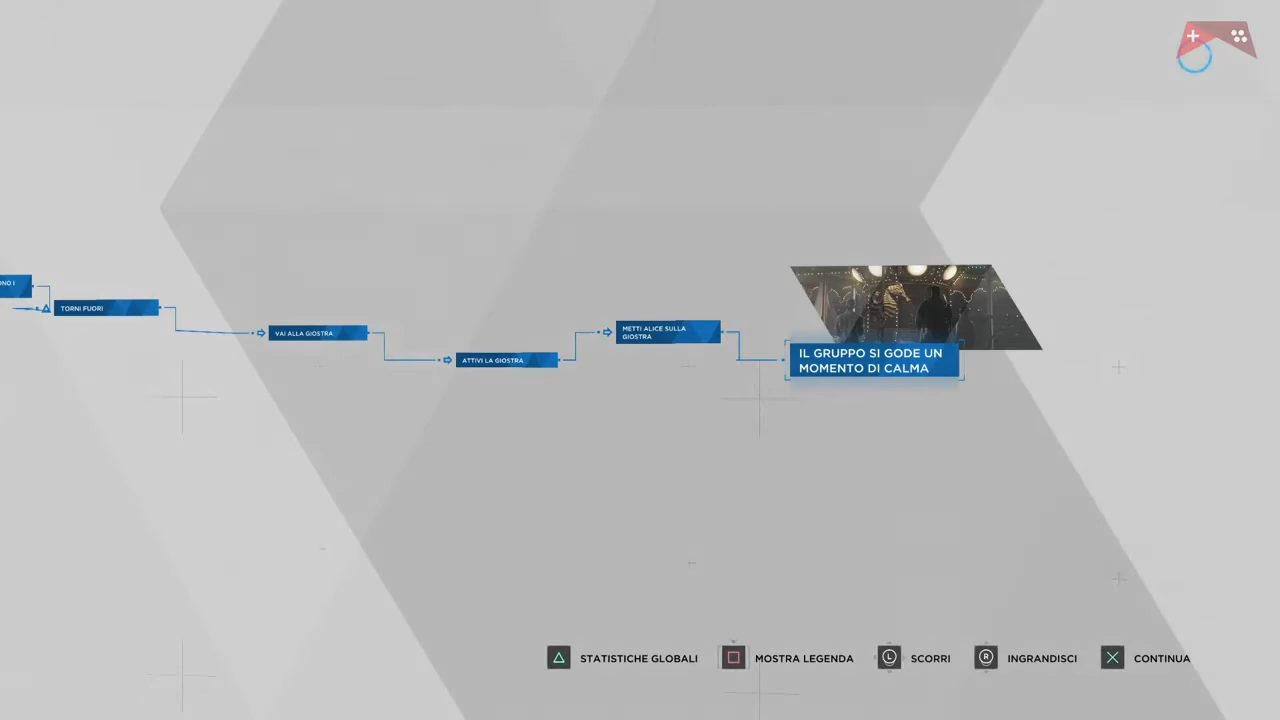 ONO I
TORNI FUORI
VAI ALLA GIOSTRA
ATTIVI LA GIOSTRA
METTI ALICE SULLA
GIOSTRA
IL GRUPPO SI GODE UN
MOMENTO DI CALMA
STATISTICHE GLOBALI
MOSTRA LEGENDA
L
SCORRI
R
INGRANDISCI
CONTINUA